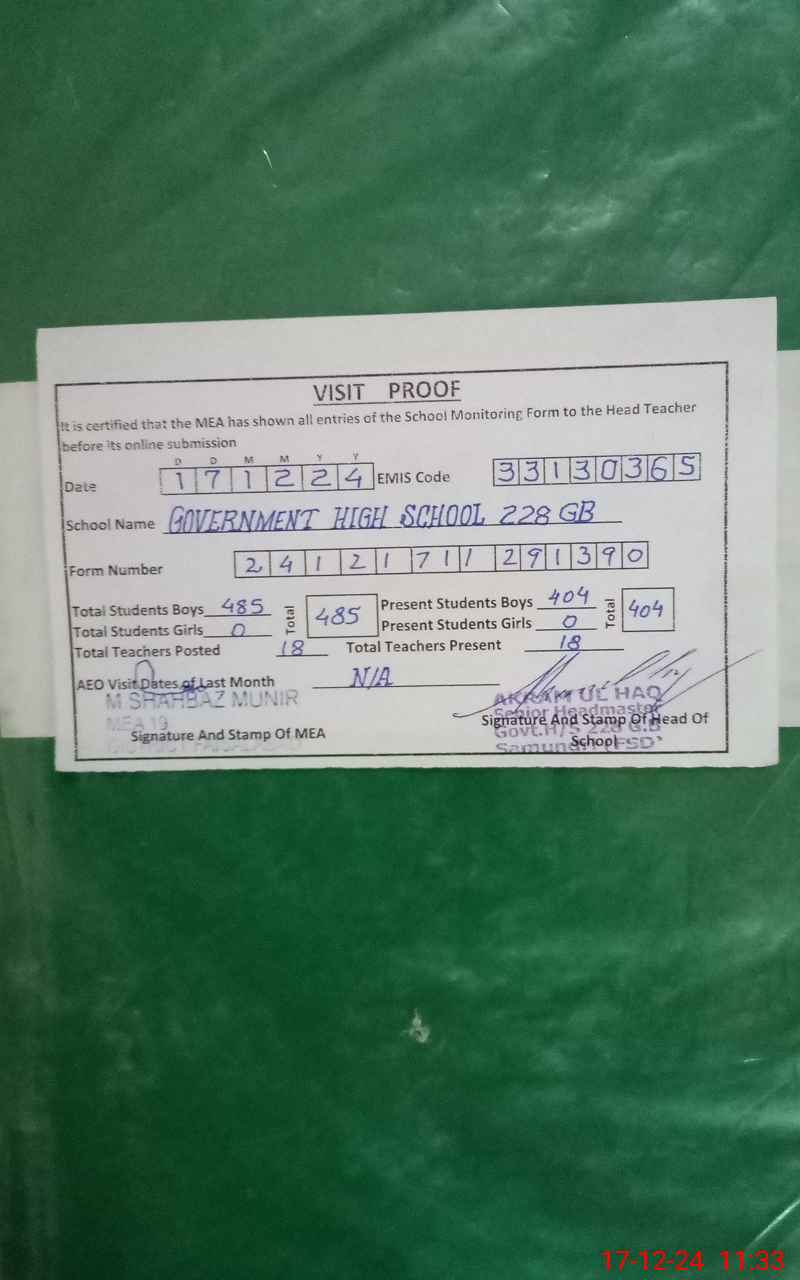 VISIT PROOF
It is certified that the MEA has shown all entries of the School Monitoring Form to the Head Teacher
before its online submission
D D M M Y Y
Date 1 7 1 2 2 4 EMIS Code 3 3 1 3 0 3 6 5
School Name GOVERNMENT HIGH SCHOOL 228 GB
Form Number 2 4 1 2 1 7 1 1 2 9 1 3 9 0
Total Students Boys 485 Total 485 Present Students Boys 404 Total 404
Total Students Girls 0 Present Students Girls 0
Total Teachers Posted 18 Total Teachers Present 18
AEO Visit Dates of Last Month N/A
M SHAHBAZ MUNIR AKRAM UL HAQ
MEA 19 Senior Headmaster
Signature And Stamp Of MEA Signature And Stamp Of Head Of
Govt.H/S 228 G.B
School
Samundri (FSD)
17-12-24 11:33